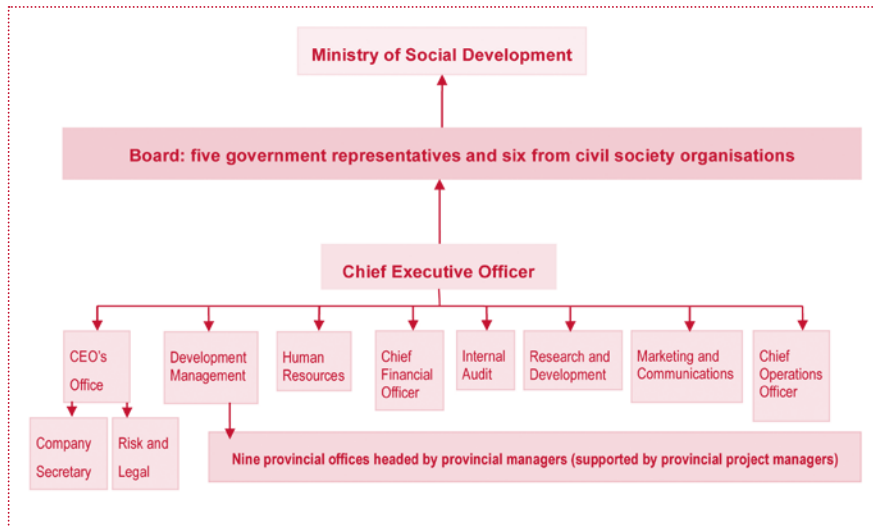 Ministry of Social Development
Board: five government representatives and six from civil society organisations
Chief Executive Officer
CEO's
Office
Development
Management
Human
Resources
Chief
Financial
Officer
Internal
Audit
Research and
Development
Marketing and
Communications
Chief
Operations
Officer
Company
Secretary
Risk and
Legal
Nine provincial offices headed by provincial managers (supported by provincial project managers)